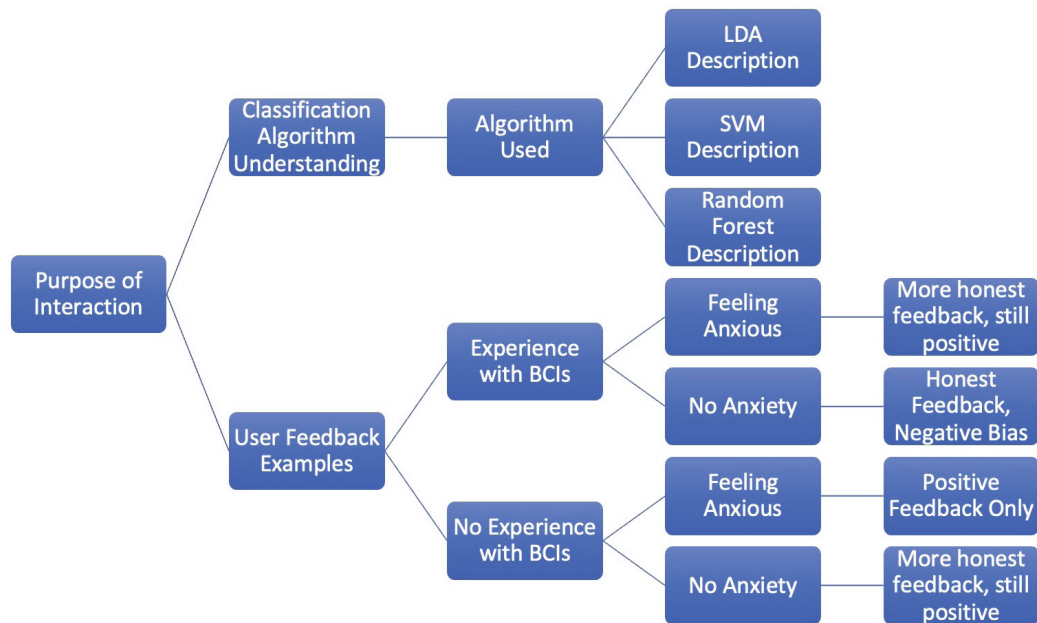 Purpose of
Interaction
Classification
Algorithm
Understanding
Algorithm
Used
LDA
Description
SVM
Description
Random
Forest
Description
User Feedback
Examples
Experience
with BCIs
Feeling
Anxious
More honest
feedback, still
positive
No Anxiety
Honest
Feedback,
Negative Bias
No Experience
with BCIs
Feeling
Anxious
Positive
Feedback Only
No Anxiety
More honest
feedback, still
positive